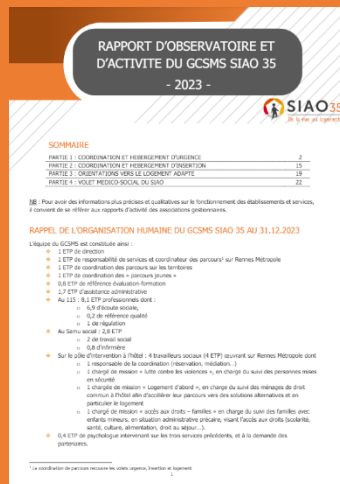 RAPPORT D'OBSERVATOIRE ET
D'ACTIVITE DU GCSMS SIAO 35
- 2023 -
SIAO 35
SOMMAIRE
PARTIE 1 : COORDINATION ET HEBERGEMENT D'URGENCE 2
PARTIE 2 : COORDINATION ET HEBERGEMENT D'INSERTION 15
PARTIE 3 : ORIENTATIONS VERS LE LOGEMENT ADAPTE 19
PARTIE 4 : VOLET MEDICO-SOCIAL DU SIAO 22
NB : Pour avoir des informations plus précises et qualitatives sur le fonctionnement des établissements et services,
il convient de se référer aux rapports d'activité des associations gestionnaires.
RAPPEL DE L'ORGANISATION HUMAINE DU GCSMS SIAO 35 AU 31.12.2023
L'équipe du GCSMS est constituée ainsi :
1 ETP de direction
1 ETP de responsabilité de services et coordinateur des parcours¹ sur Rennes Métropole
1 ETP de coordination des parcours sur les territoires
1 ETP de coordination des « parcours jeunes »
0,8 ETP de référence évaluation-formation
1,7 ETP d'assistance administrative
Au 115 : 8,1 ETP professionnels dont :
o 6,9 d'écoute sociale,
o 0,2 de référence qualité
o 1 de régulation
Au Samu social : 2,8 ETP
o 2 de travail social
o 0,8 d'infirmière
Sur le pôle d'intervention à l'hôtel : 4 travailleurs sociaux (4 ETP) œuvrant sur Rennes Métropole dont
o 1 responsable de la coordination (réservation, médiation...)
o 1 chargé de mission « lutte contre les violences », en charge du suivi des personnes mises
en sécurité
o 1 chargée de mission « Logement d'abord », en charge du suivi des ménages de droit
commun à l'hôtel afin d'accélérer leur parcours vers des solutions alternatives et en
particulier le logement
o 1 chargé de mission « accès aux droits – familles » en charge du suivi des familles avec
enfants mineurs, en situation administrative précaire, visant l'accès aux droits (scolarité,
santé, culture, alimentation, droit au séjour...).
0,4 ETP de psychologue intervenant sur les trois services précédents, et à la demande des
partenaires.
¹ La coordination de parcours recouvre les volets urgence, insertion et logement
1